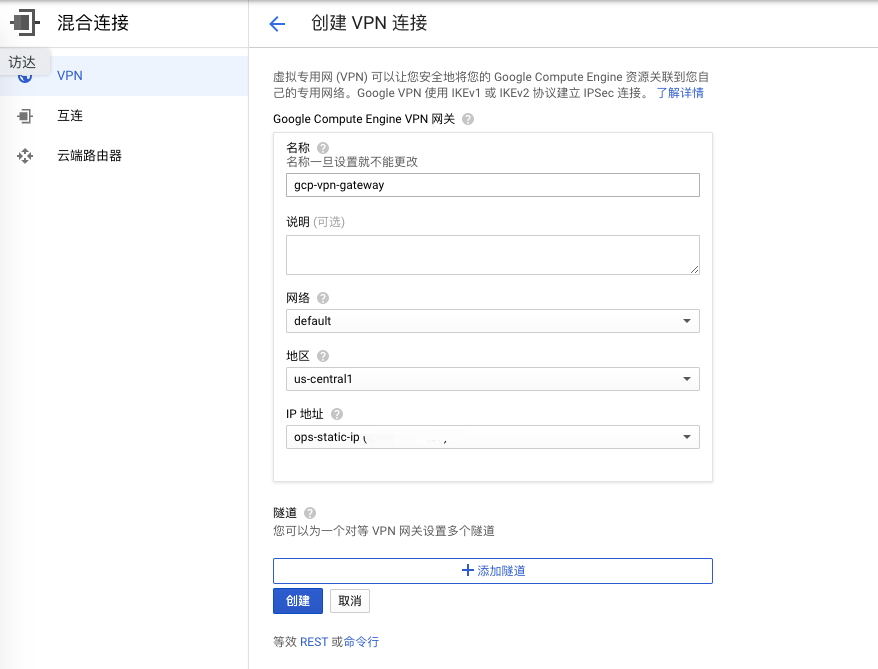 混合连接
创建 VPN 连接
访达
VPN
互连
云端路由器
虚拟专用网 (VPN) 可以让您安全地将您的 Google Compute Engine 资源关联到您自
己的专用网络。Google VPN 使用 IKEv1 或 IKEv2 协议建立 IPSec 连接。 了解详情
Google Compute Engine VPN 网关
名称
名称一旦设置就不能更改
gcp-vpn-gateway
说明 (可选)
网络
default
地区
us-central1
IP 地址
ops-static-ip (
隧道
您可以为一个对等 VPN 网关设置多个隧道
添加隧道
创建 取消
等效 REST 或命令行